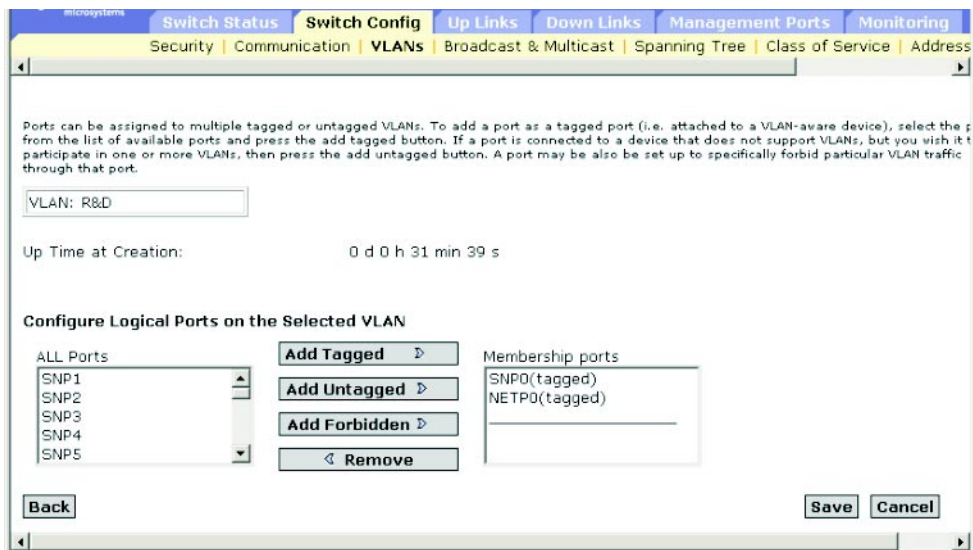 microsystems
Switch Status Switch Config Up Links Down Links Management Ports Monitoring
Security | Communication | VLANs | Broadcast & Multicast | Spanning Tree | Class of Service | Address
Ports can be assigned to multiple tagged or untagged VLANs. To add a port as a tagged port (i.e. attached to a VLAN-aware device), select the
from the list of available ports and press the add tagged button. If a port is connected to a device that does not support VLANs, but you wish it
participate in one or more VLANs, then press the add untagged button. A port may be also be set up to specifically forbid particular VLAN traffic
through that port.
VLAN: R&D
Up Time at Creation: 0 d 0 h 31 min 39 s
Configure Logical Ports on the Selected VLAN
ALL Ports
SNP1
SNP2
SNP3
SNP4
SNP5
Add Tagged
Add Untagged
Add Forbidden
Remove
Membership ports
SNP0(tagged)
NETP0(tagged)
Back
Save Cancel